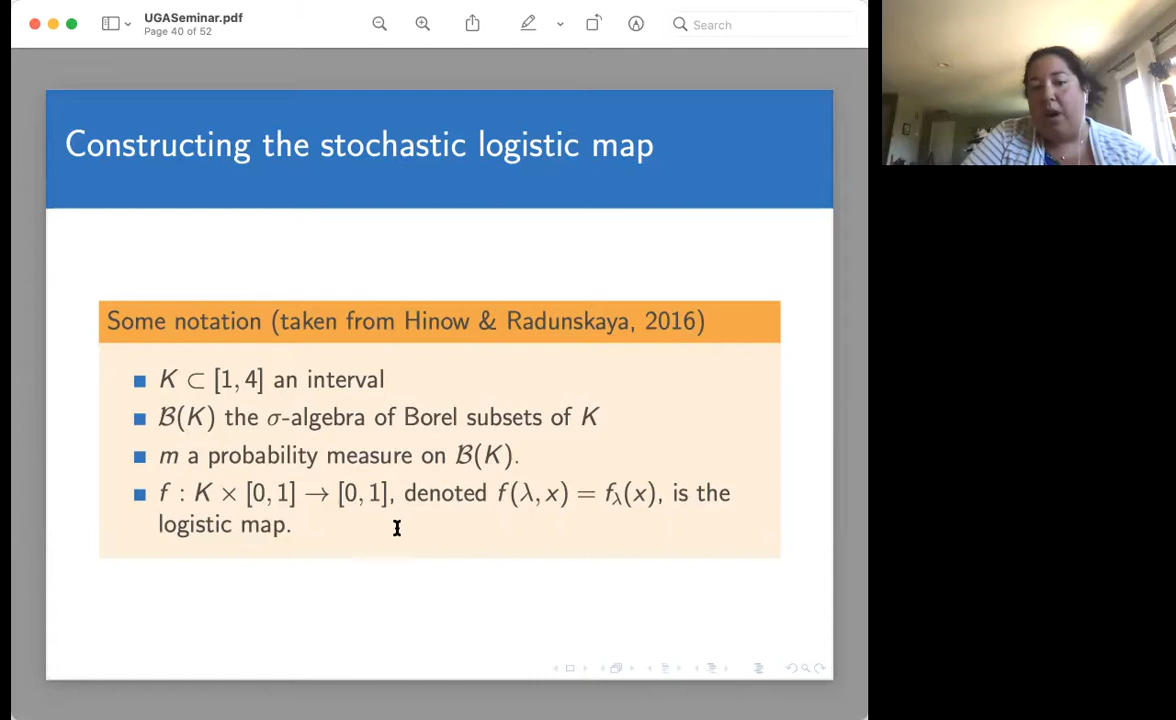 UGASeminar.pdf
Page 40 of 52
Search
Constructing the stochastic logistic map
Some notation (taken from Hinow & Radunskaya, 2016)
K ⊂ [1, 4] an interval
ℬ(K) the σ-algebra of Borel subsets of K
m a probability measure on ℬ(K).
f : K × [0, 1] → [0, 1], denoted f(λ, x) = f_λ(x), is the
logistic map.